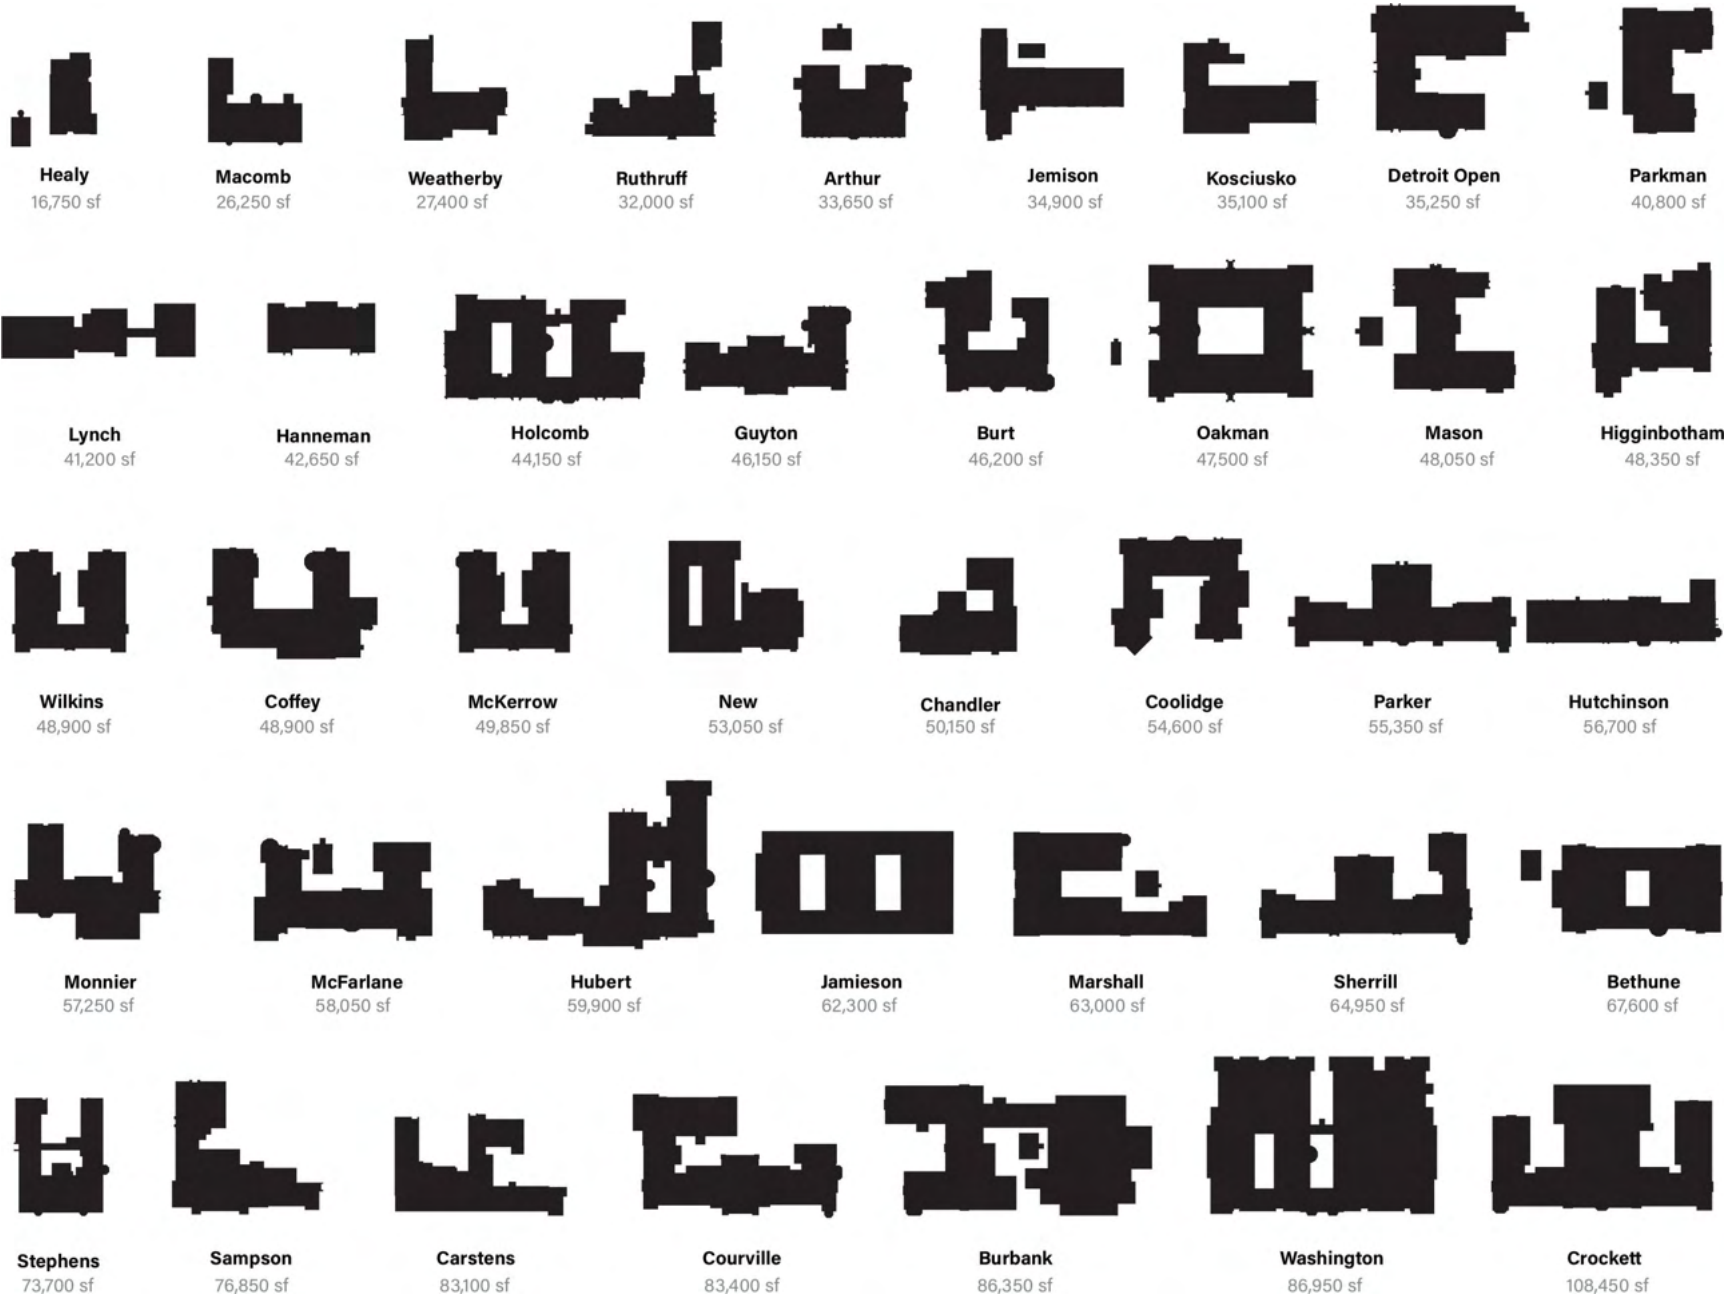 Healy
16,750 sf
Macomb
26,250 sf
Weatherby
27,400 sf
Ruthruff
32,000 sf
Arthur
33,650 sf
Jemison
34,900 sf
Kosciusko
35,100 sf
Detroit Open
35,250 sf
Parkman
40,800 sf
Lynch
41,200 sf
Hanneman
42,650 sf
Holcomb
44,150 sf
Guyton
46,150 sf
Burt
46,200 sf
Oakman
47,500 sf
Mason
48,050 sf
Higginbotham
48,350 sf
Wilkins
48,900 sf
Coffey
48,900 sf
McKerrow
49,850 sf
New
53,050 sf
Chandler
50,150 sf
Coolidge
54,600 sf
Parker
55,350 sf
Hutchinson
56,700 sf
Monnier
57,250 sf
McFarlane
58,050 sf
Hubert
59,900 sf
Jamieson
62,300 sf
Marshall
63,000 sf
Sherrill
64,950 sf
Bethune
67,600 sf
Stephens
73,700 sf
Sampson
76,850 sf
Carstens
83,100 sf
Courville
83,400 sf
Burbank
86,350 sf
Washington
86,950 sf
Crockett
108,450 sf